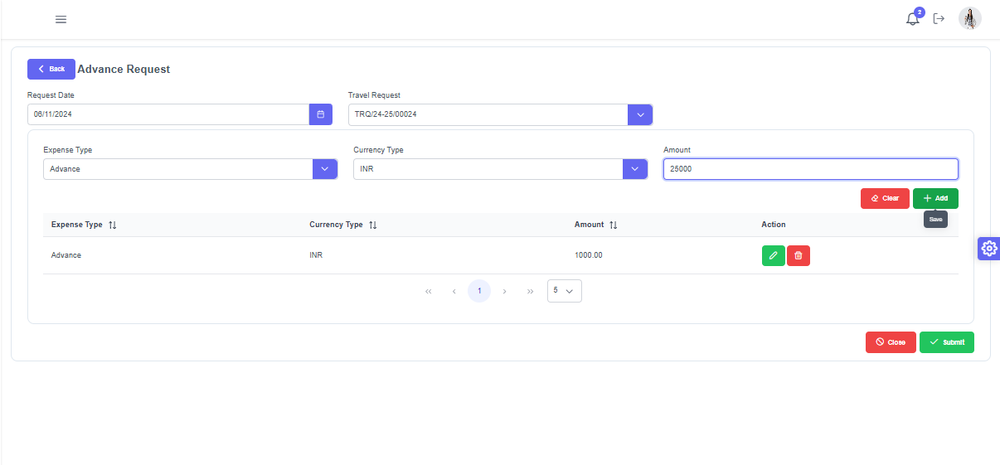 2
Back Advance Request
Request Date Travel Request
06/11/2024 TRQ/24-25/00024
Expense Type Currency Type Amount
Advance INR 25000
Clear Add
Save
Expense Type Currency Type Amount Action
Advance INR 1000.00
« ‹ 1 › » 5
Close Submit